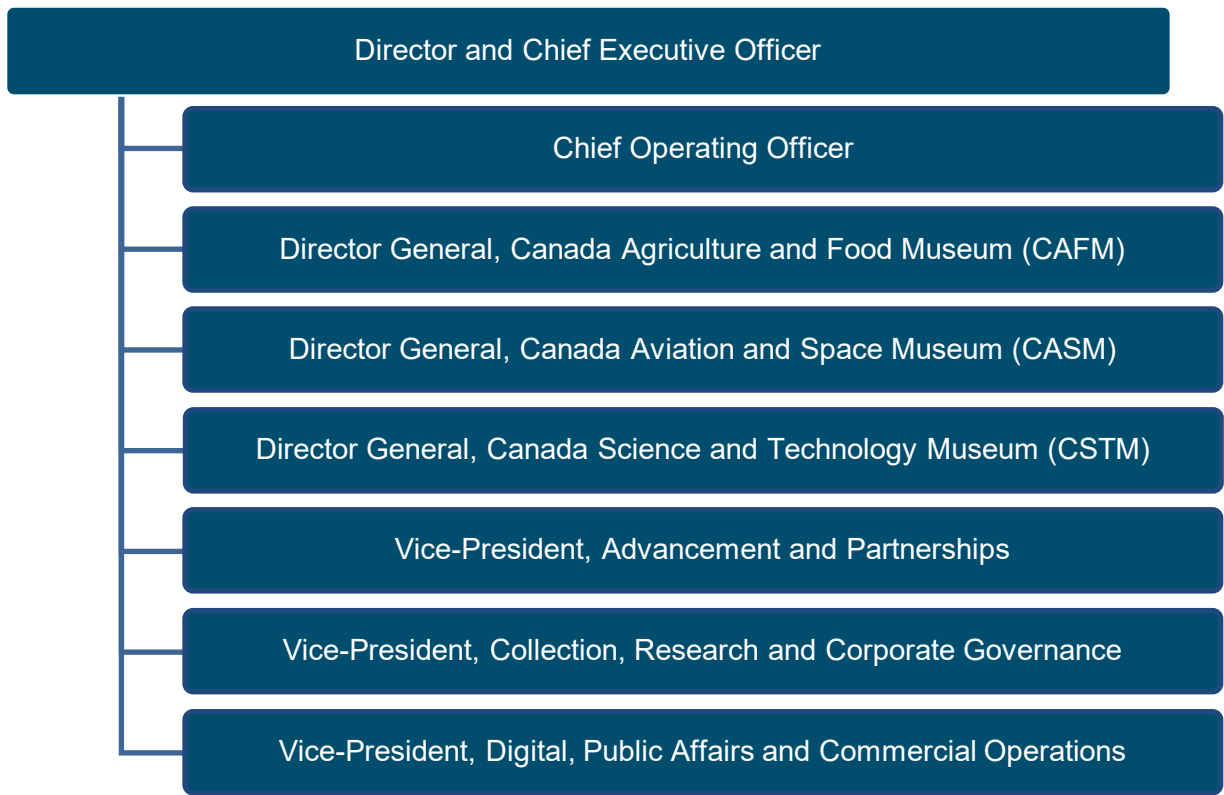 Director and Chief Executive Officer
Chief Operating Officer
Director General, Canada Agriculture and Food Museum (CAFM)
Director General, Canada Aviation and Space Museum (CASM)
Director General, Canada Science and Technology Museum (CSTM)
Vice-President, Advancement and Partnerships
Vice-President, Collection, Research and Corporate Governance
Vice-President, Digital, Public Affairs and Commercial Operations